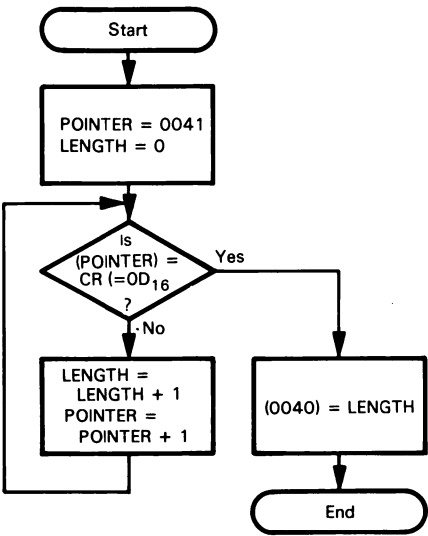 Start
POINTER = 0041
LENGTH = 0
Is
(POINTER) =
CR (=0D16
?
Yes
No
LENGTH =
LENGTH + 1
POINTER =
POINTER + 1
(0040) = LENGTH
End